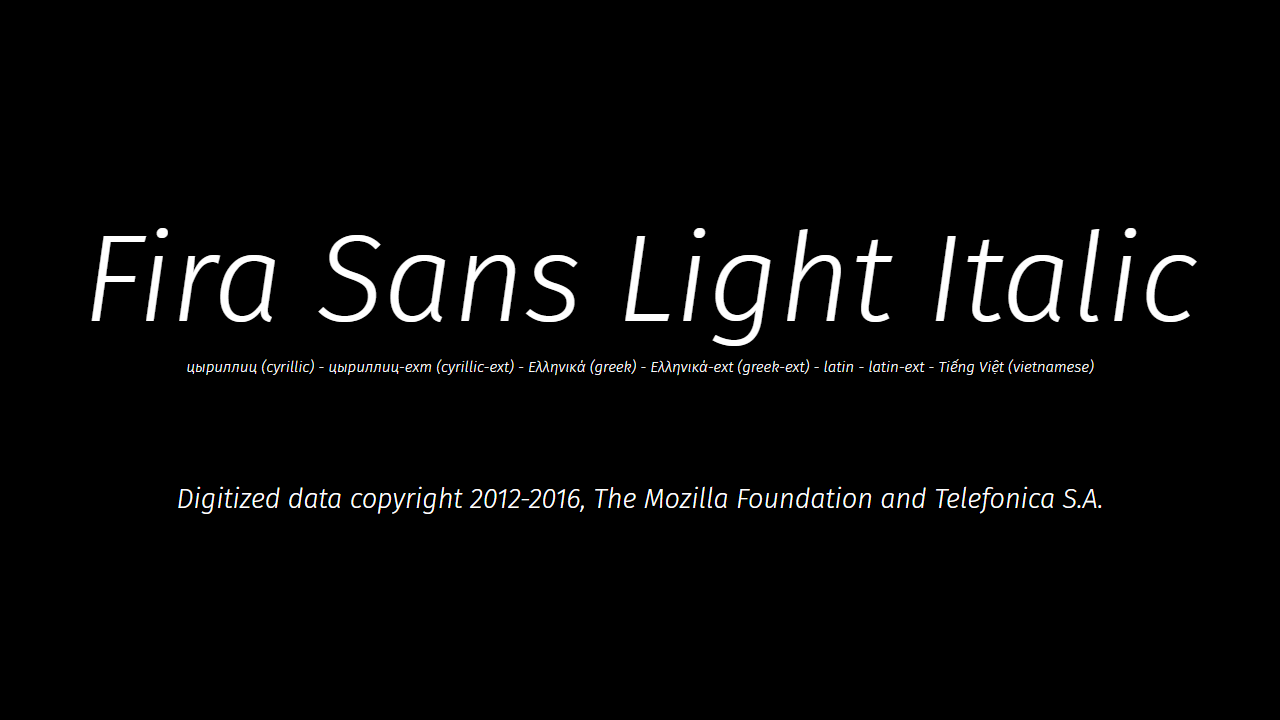 Fira Sans Light Italic
цыриллиц (cyrillic) - цыриллиц-ext (cyrillic-ext) - Ελληνικά (greek) - Ελληνικά-ext (greek-ext) - latin - latin-ext - Tiếng Việt (vietnamese)
Digitized data copyright 2012-2016, The Mozilla Foundation and Telefonica S.A.